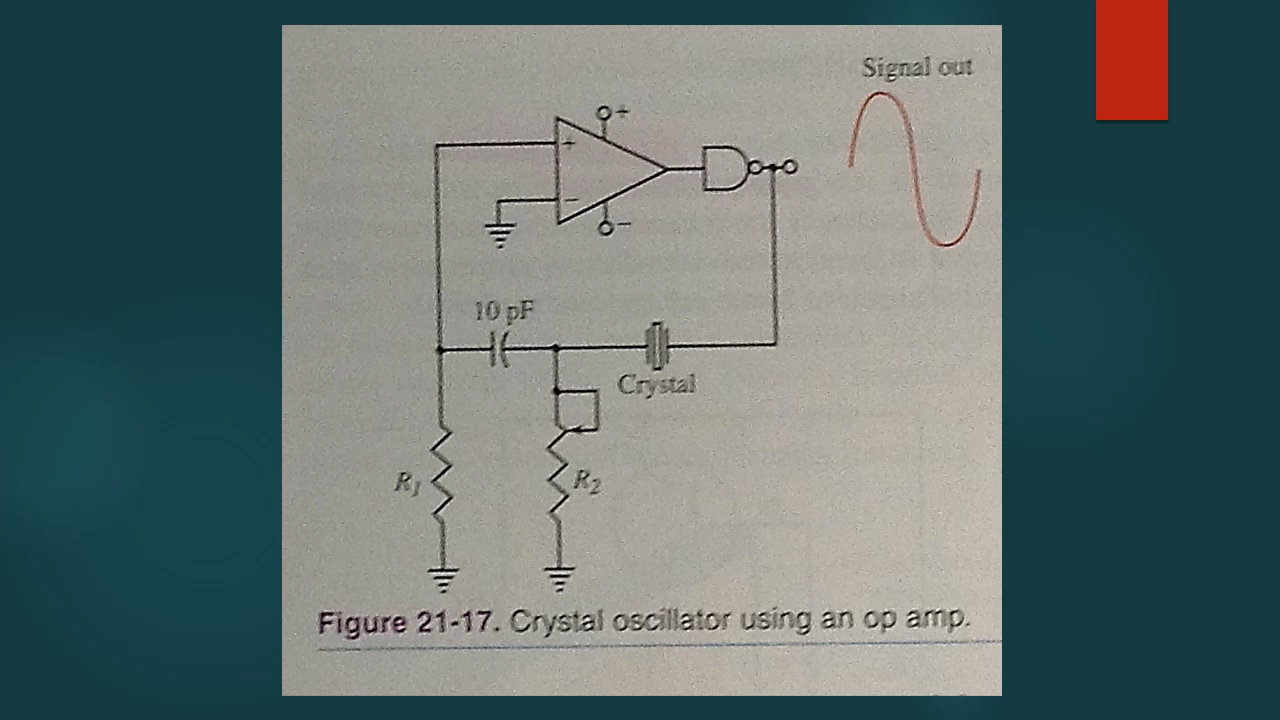 Signal out
+
+
−
−
10 pF
Crystal
R1
R2
Figure 21-17. Crystal oscillator using an op amp.